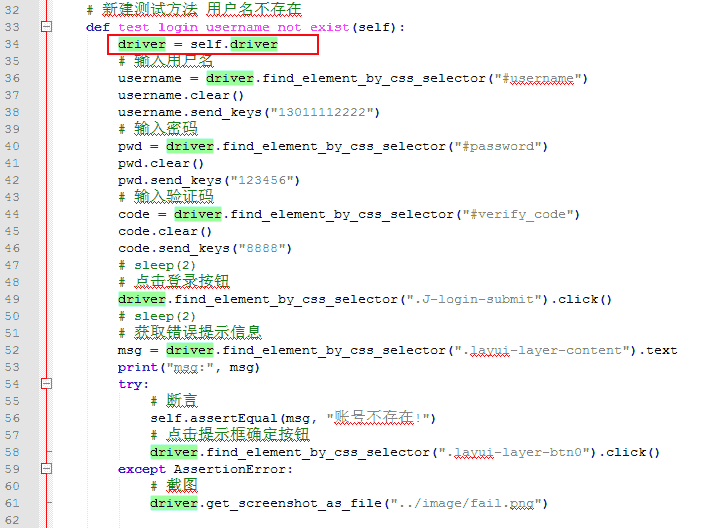 32 # 新建测试方法 用户名不存在
33 def test_login_username_not_exist(self):
34 driver = self.driver
35 # 输入用户名
36 username = driver.find_element_by_css_selector("#username")
37 username.clear()
38 username.send_keys("13011112222")
39 # 输入密码
40 pwd = driver.find_element_by_css_selector("#password")
41 pwd.clear()
42 pwd.send_keys("123456")
43 # 输入验证码
44 code = driver.find_element_by_css_selector("#verify_code")
45 code.clear()
46 code.send_keys("8888")
47 # sleep(2)
48 # 点击登录按钮
49 driver.find_element_by_css_selector(".J-login-submit").click()
50 # sleep(2)
51 # 获取错误提示信息
52 msg = driver.find_element_by_css_selector(".layui-layer-content").text
53 print("msg:", msg)
54 try:
55 # 断言
56 self.assertEqual(msg, "账号不存在!")
57 # 点击提示框确定按钮
58 driver.find_element_by_css_selector(".layui-layer-btn0").click()
59 except AssertionError:
60 # 截图
61 driver.get_screenshot_as_file("../image/fail.png")
62